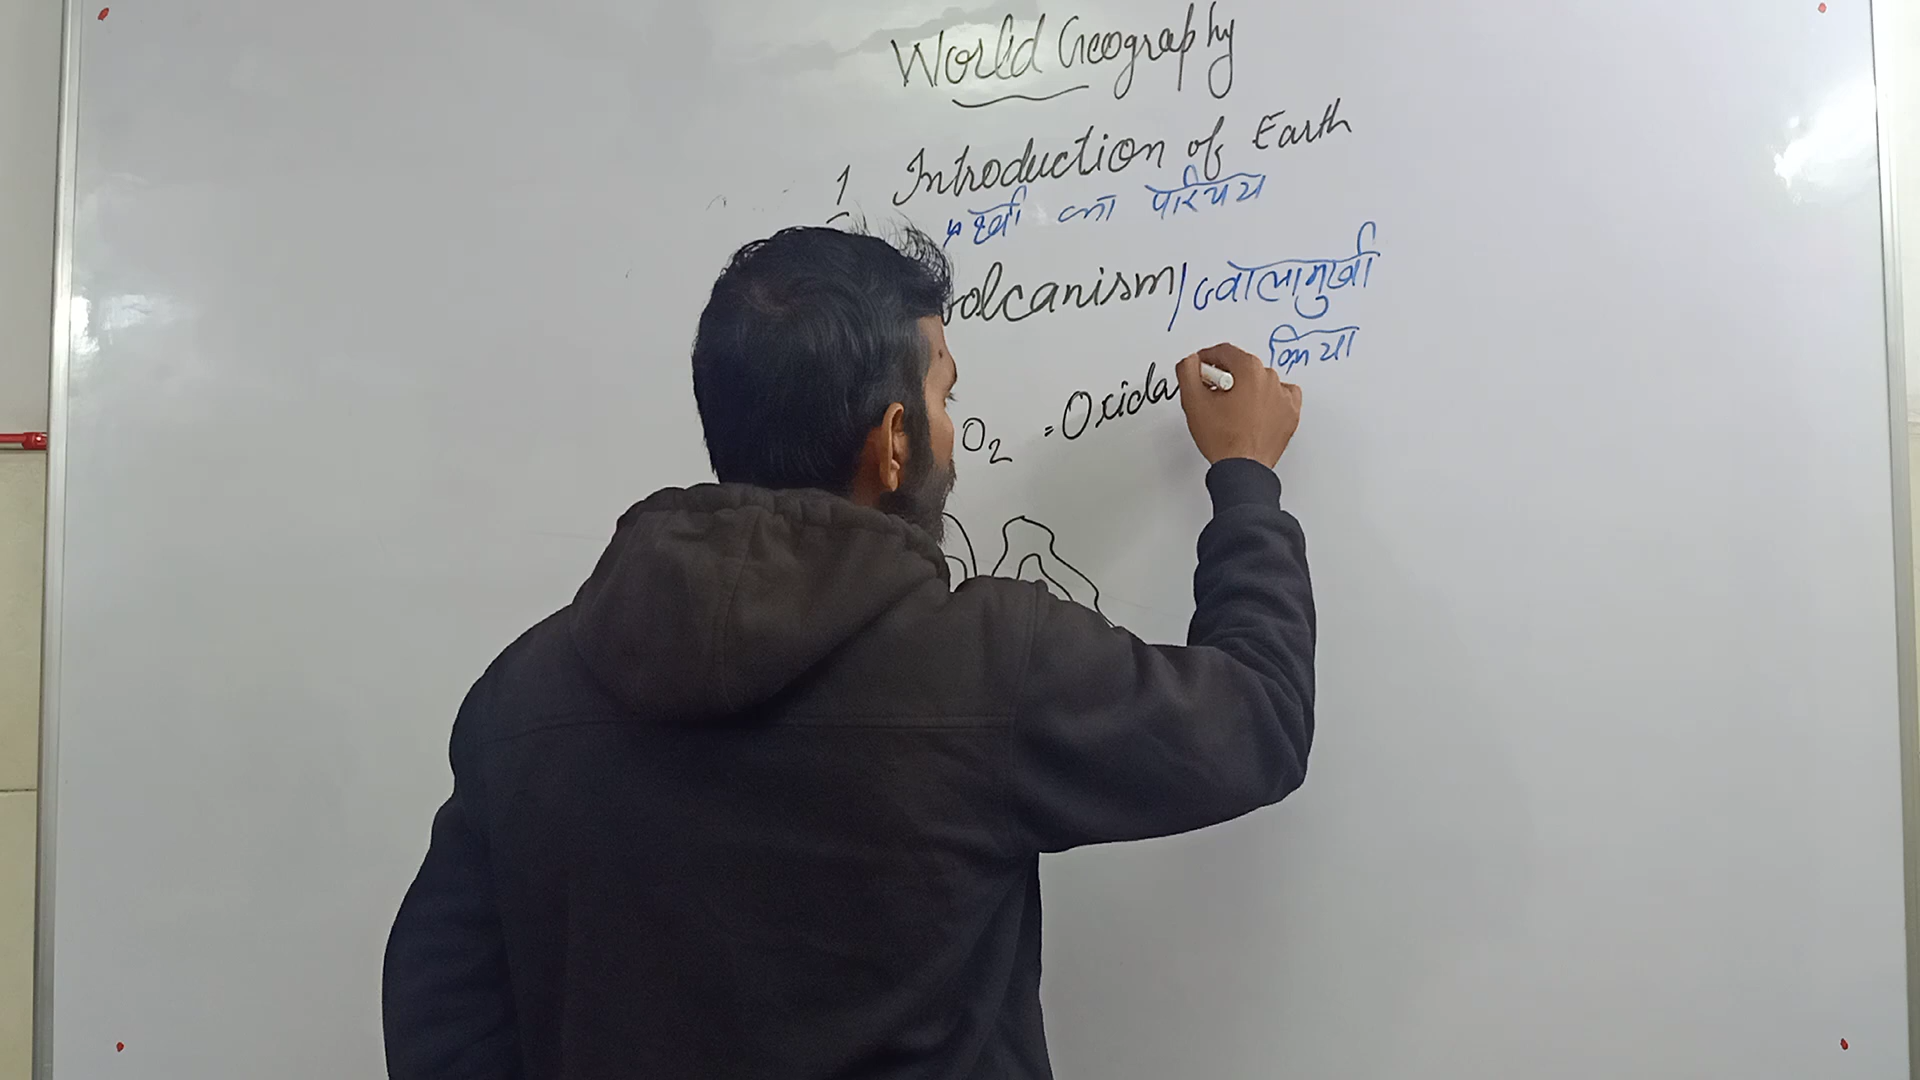 World Geography
1 Introduction of Earth
पृथ्वी का परिचय
olcanism/ज्वालामुखी
क्रिया
O2 = Oxida